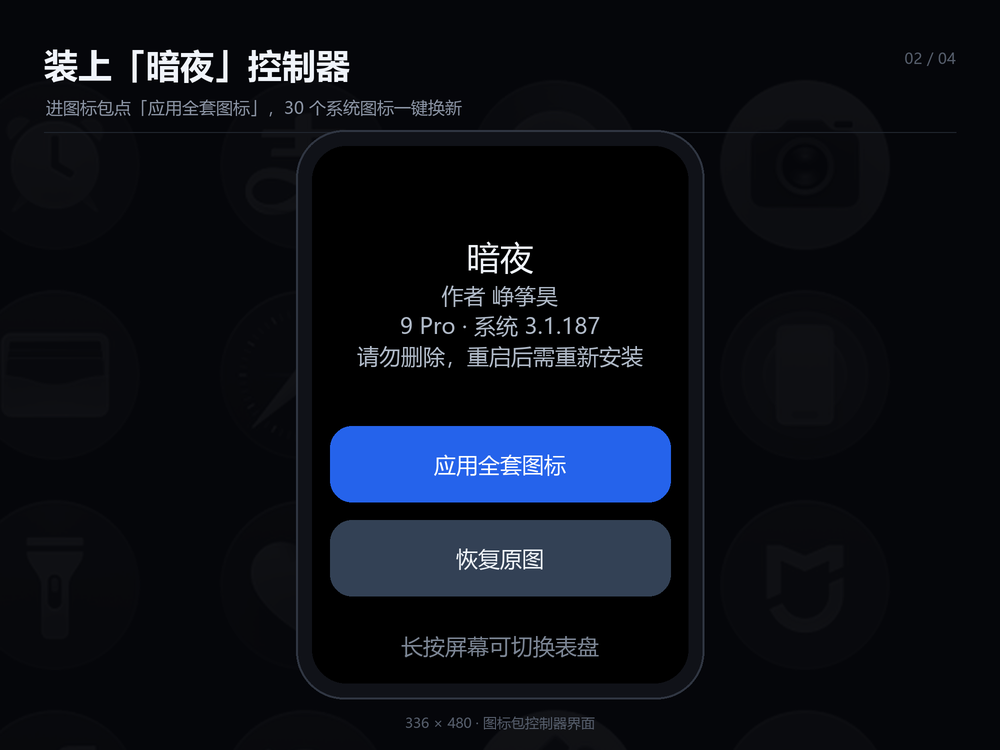 装上「暗夜」控制器
02 / 04
进图标包点「应用全套图标」，30 个系统图标一键换新
暗夜
作者 峥筝昊
9 Pro · 系统 3.1.187
请勿删除，重启后需重新安装
应用全套图标
恢复原图
长按屏幕可切换表盘
336 × 480 · 图标包控制器界面